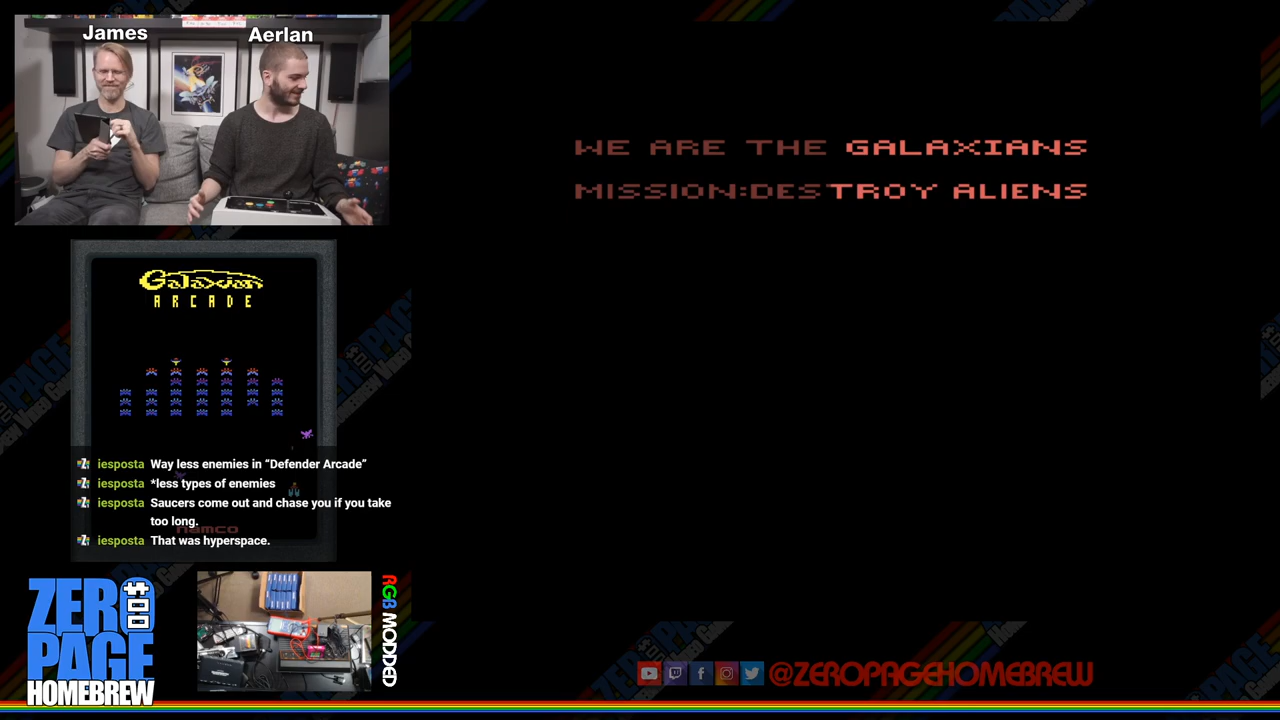 James
Aerlan
WE ARE THE GALAXIANS
MISSION:DESTROY ALIENS
Galaxian
ARCADE
iesposta Way less enemies in “Defender Arcade”
iesposta *less types of enemies
iesposta Saucers come out and chase you if you take
too long.
iesposta That was hyperspace.
namco
ZERO
PAGE
HOMEBREW
RGB MODDED
@ZEROPAGEHOMEBREW